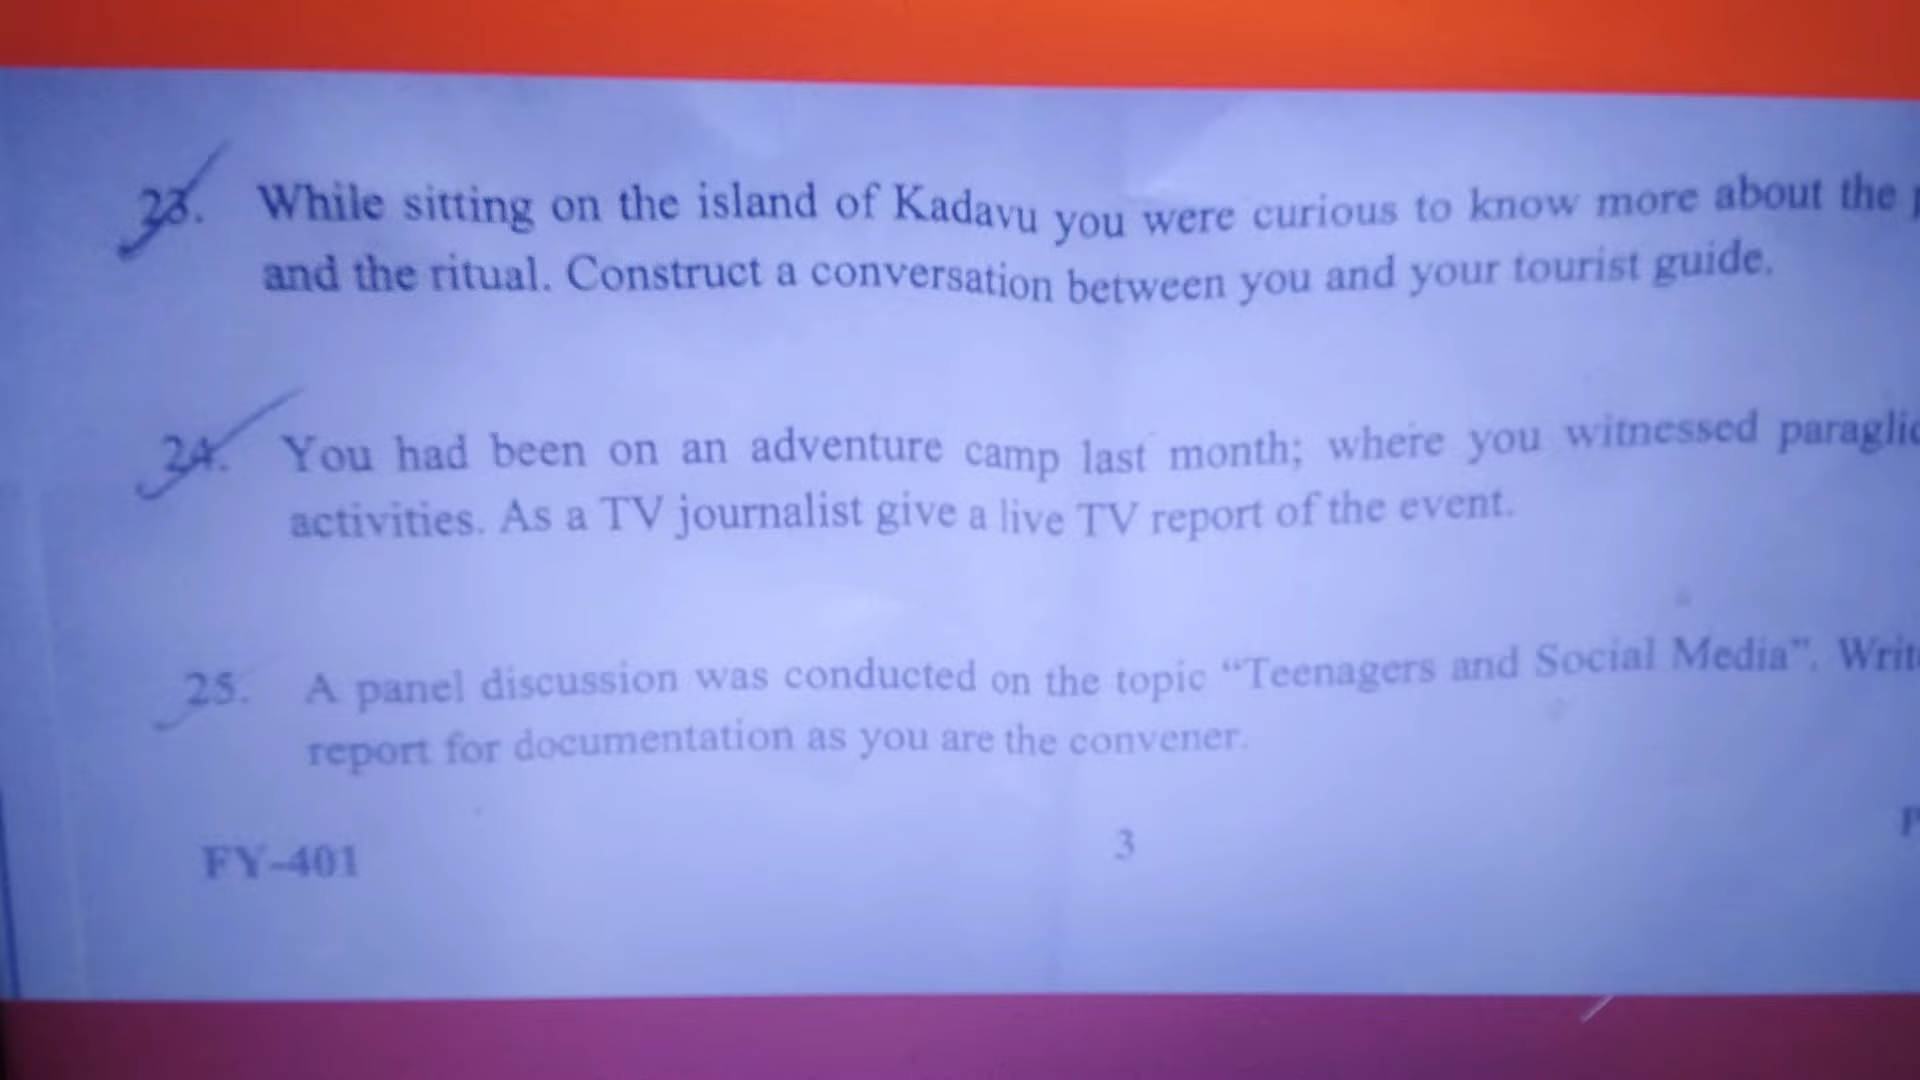 23. While sitting on the island of Kadavu you were curious to know more about the
and the ritual. Construct a conversation between you and your tourist guide.
24. You had been on an adventure camp last month; where you witnessed
activities. As a TV journalist give a live TV report of the event.
25. A panel discussion was conducted on the topic “Teenagers and Social Media”.
report for documentation as you are the convener.
FY-401 3